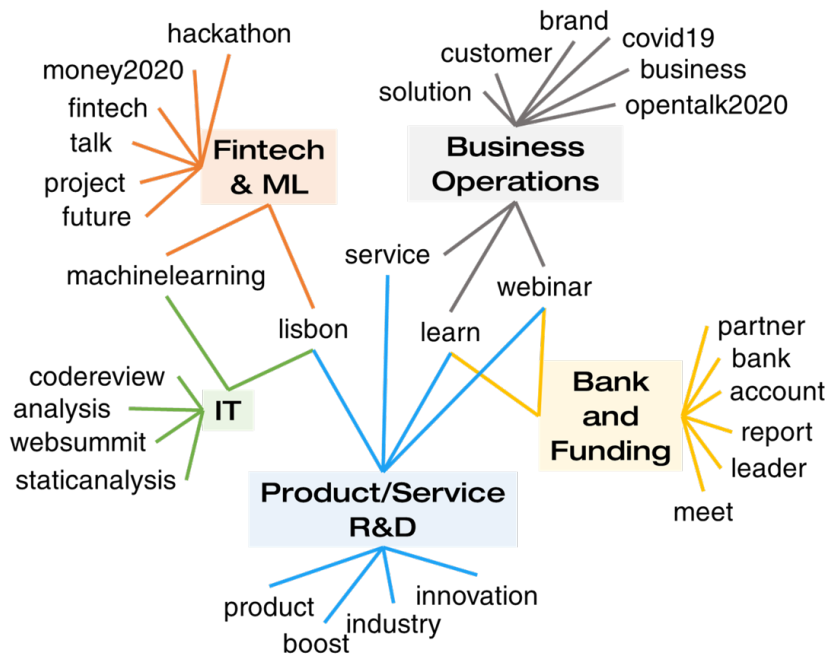 hackathon
money2020
fintech
talk
project
future
Fintech
& ML
brand
covid19
customer
business
solution
opentalk2020
Business
Operations
machinelearning
service
webinar
lisbon
learn
codereview
analysis
websummit
staticanalysis
IT
partner
bank
account
report
leader
meet
Bank
and
Funding
Product/Service
R&D
product
boost
industry
innovation